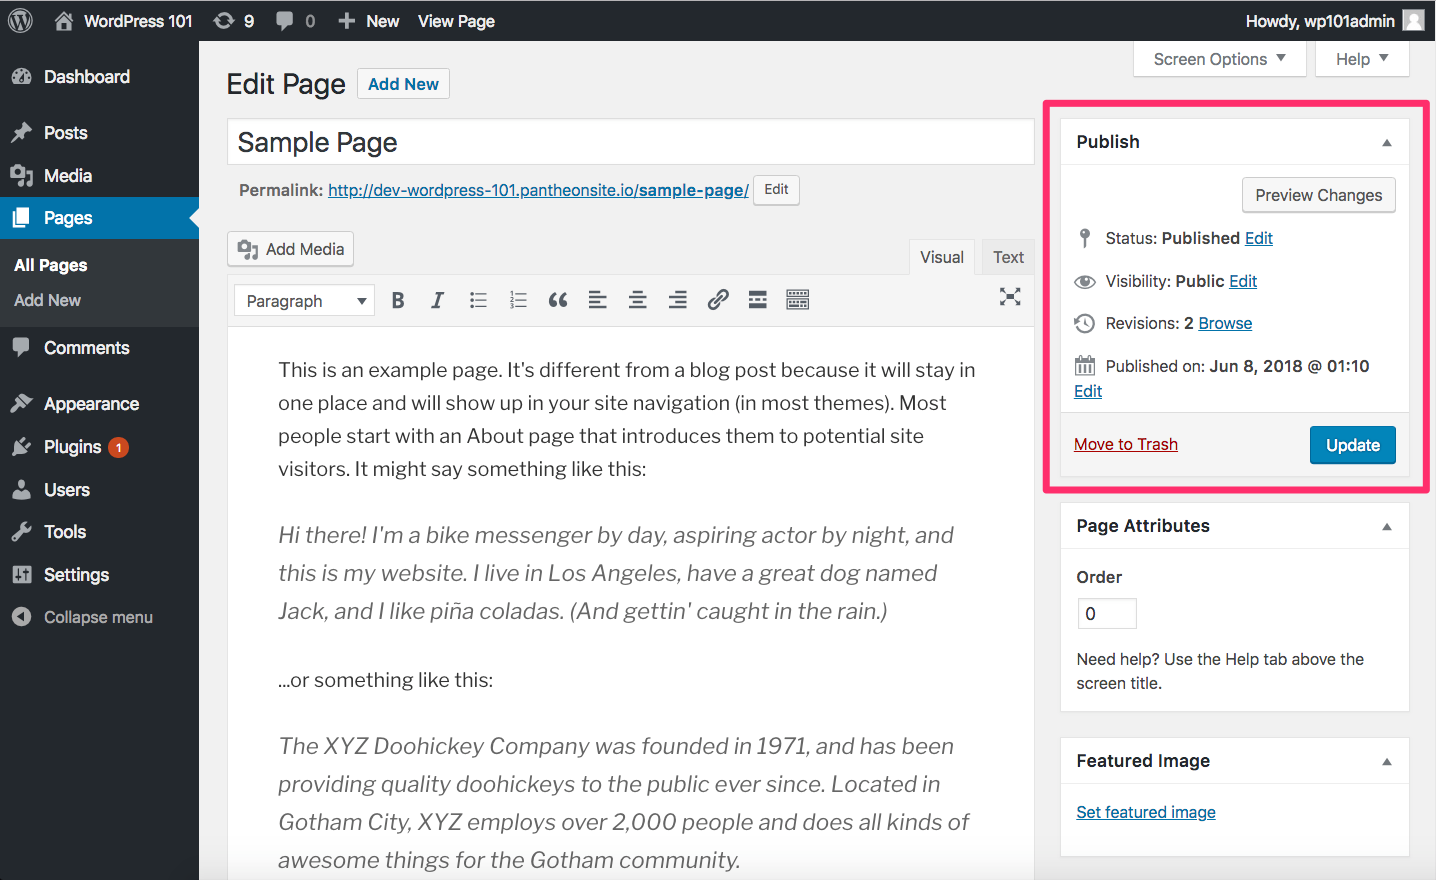 WordPress 101 9 0 New View Page Howdy, wp101admin
Screen Options Help
Dashboard
Posts
Media
Pages
All Pages
Add New
Comments
Appearance
Plugins 1
Users
Tools
Settings
Collapse menu
Edit Page Add New
Sample Page
Permalink: http://dev-wordpress-101.pantheonsite.io/sample-page/ Edit
Add Media
Visual Text
Paragraph B I
This is an example page. It's different from a blog post because it will stay in
one place and will show up in your site navigation (in most themes). Most
people start with an About page that introduces them to potential site
visitors. It might say something like this:
Hi there! I'm a bike messenger by day, aspiring actor by night, and
this is my website. I live in Los Angeles, have a great dog named
Jack, and I like piña coladas. (And gettin' caught in the rain.)
...or something like this:
The XYZ Doohickey Company was founded in 1971, and has been
providing quality doohickeys to the public ever since. Located in
Gotham City, XYZ employs over 2,000 people and does all kinds of
awesome things for the Gotham community.
Publish
Preview Changes
Status: Published Edit
Visibility: Public Edit
Revisions: 2 Browse
Published on: Jun 8, 2018 @ 01:10
Edit
Move to Trash Update
Page Attributes
Order
0
Need help? Use the Help tab above the
screen title.
Featured Image
Set featured image